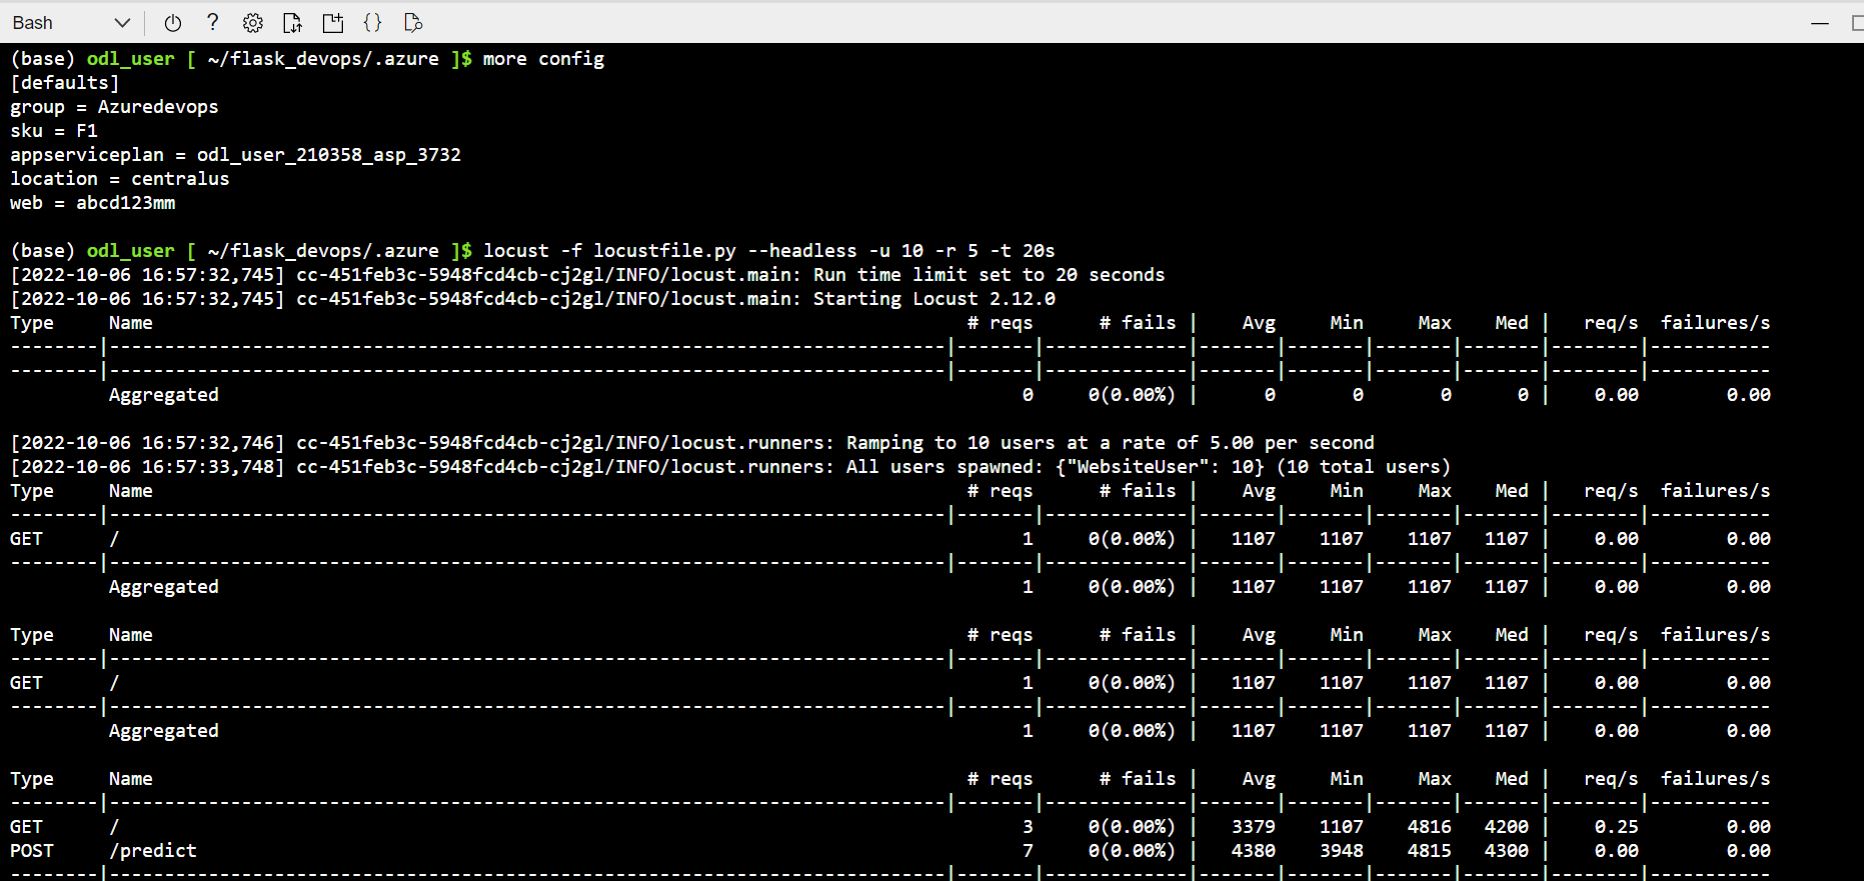 Bash
(base) odl_user [ ~/flask_devops/.azure ]$ more config
[defaults]
group = Azuredevops
sku = F1
appserviceplan = odl_user_210358_asp_3732
location = centralus
web = abcd123mm
(base) odl_user [ ~/flask_devops/.azure ]$ locust -f locustfile.py --headless -u 10 -r 5 -t 20s
[2022-10-06 16:57:32,745] cc-451feb3c-5948fcd4cb-cj2gl/INFO/locust.main: Run time limit set to 20 seconds
[2022-10-06 16:57:32,745] cc-451feb3c-5948fcd4cb-cj2gl/INFO/locust.main: Starting Locust 2.12.0
Type     Name                                                                          # reqs      # fails |    Avg     Min     Max    Med |   req/s  failures/s
--------|----------------------------------------------------------------------------|-------|-------------|-------|-------|-------|-------|--------|-----------
--------|----------------------------------------------------------------------------|-------|-------------|-------|-------|-------|-------|--------|-----------
         Aggregated                                                                         0     0(0.00%) |      0       0       0      0 |    0.00        0.00
[2022-10-06 16:57:32,746] cc-451feb3c-5948fcd4cb-cj2gl/INFO/locust.runners: Ramping to 10 users at a rate of 5.00 per second
[2022-10-06 16:57:33,748] cc-451feb3c-5948fcd4cb-cj2gl/INFO/locust.runners: All users spawned: {"WebsiteUser": 10} (10 total users)
Type     Name                                                                          # reqs      # fails |    Avg     Min     Max    Med |   req/s  failures/s
--------|----------------------------------------------------------------------------|-------|-------------|-------|-------|-------|-------|--------|-----------
GET      /                                                                                  1     0(0.00%) |   1107    1107    1107   1107 |    0.00        0.00
--------|----------------------------------------------------------------------------|-------|-------------|-------|-------|-------|-------|--------|-----------
         Aggregated                                                                         1     0(0.00%) |   1107    1107    1107   1107 |    0.00        0.00
Type     Name                                                                          # reqs      # fails |    Avg     Min     Max    Med |   req/s  failures/s
--------|----------------------------------------------------------------------------|-------|-------------|-------|-------|-------|-------|--------|-----------
GET      /                                                                                  1     0(0.00%) |   1107    1107    1107   1107 |    0.00        0.00
--------|----------------------------------------------------------------------------|-------|-------------|-------|-------|-------|-------|--------|-----------
         Aggregated                                                                         1     0(0.00%) |   1107    1107    1107   1107 |    0.00        0.00
Type     Name                                                                          # reqs      # fails |    Avg     Min     Max    Med |   req/s  failures/s
--------|----------------------------------------------------------------------------|-------|-------------|-------|-------|-------|-------|--------|-----------
GET      /                                                                                  3     0(0.00%) |   3379    1107    4816   4200 |    0.25        0.00
POST     /predict                                                                           7     0(0.00%) |   4380    3948    4815   4300 |    0.00        0.00
--------|----------------------------------------------------------------------------|-------|-------------|-------|-------|-------|-------|--------|-----------